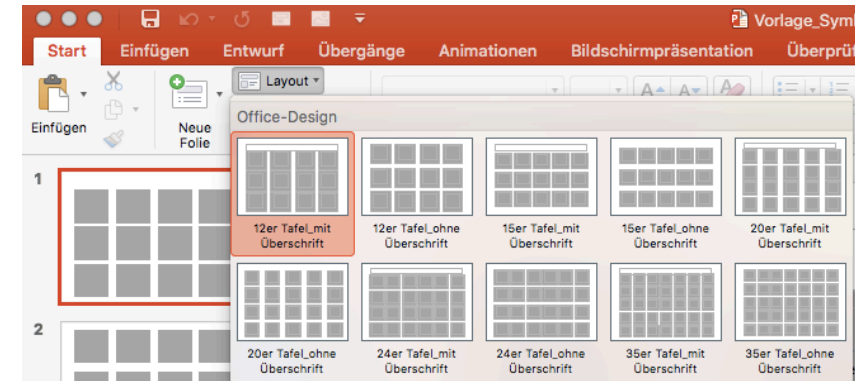 Vorlage_Sym
Start Einfügen Entwurf Übergänge Animationen Bildschirmpräsentation Überprüf
Layout
Einfügen
Neue
Folie
A A A
Office-Design
12er Tafel_mit
Überschrift
12er Tafel_ohne
Überschrift
15er Tafel_mit
Überschrift
15er Tafel_ohne
Überschrift
20er Tafel_mit
Überschrift
20er Tafel_ohne
Überschrift
24er Tafel_mit
Überschrift
24er Tafel_ohne
Überschrift
35er Tafel_mit
Überschrift
35er Tafel_ohne
Überschrift
1
2